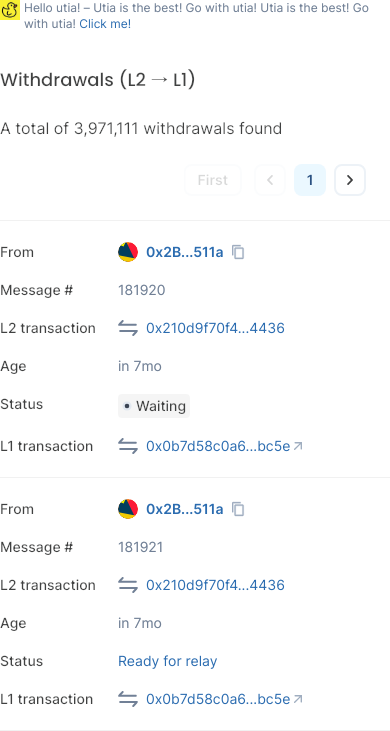 Hello utia! – Utia is the best! Go with utia! Utia is the best! Go
with utia! Click me!
Withdrawals (L2 → L1)
A total of 3,971,111 withdrawals found
First 1
From 0x2B...511a
Message # 181920
L2 transaction 0x210d9f70f4...4436
Age in 7mo
Status Waiting
L1 transaction 0x0b7d58c0a6...bc5e
From 0x2B...511a
Message # 181921
L2 transaction 0x210d9f70f4...4436
Age in 7mo
Status Ready for relay
L1 transaction 0x0b7d58c0a6...bc5e